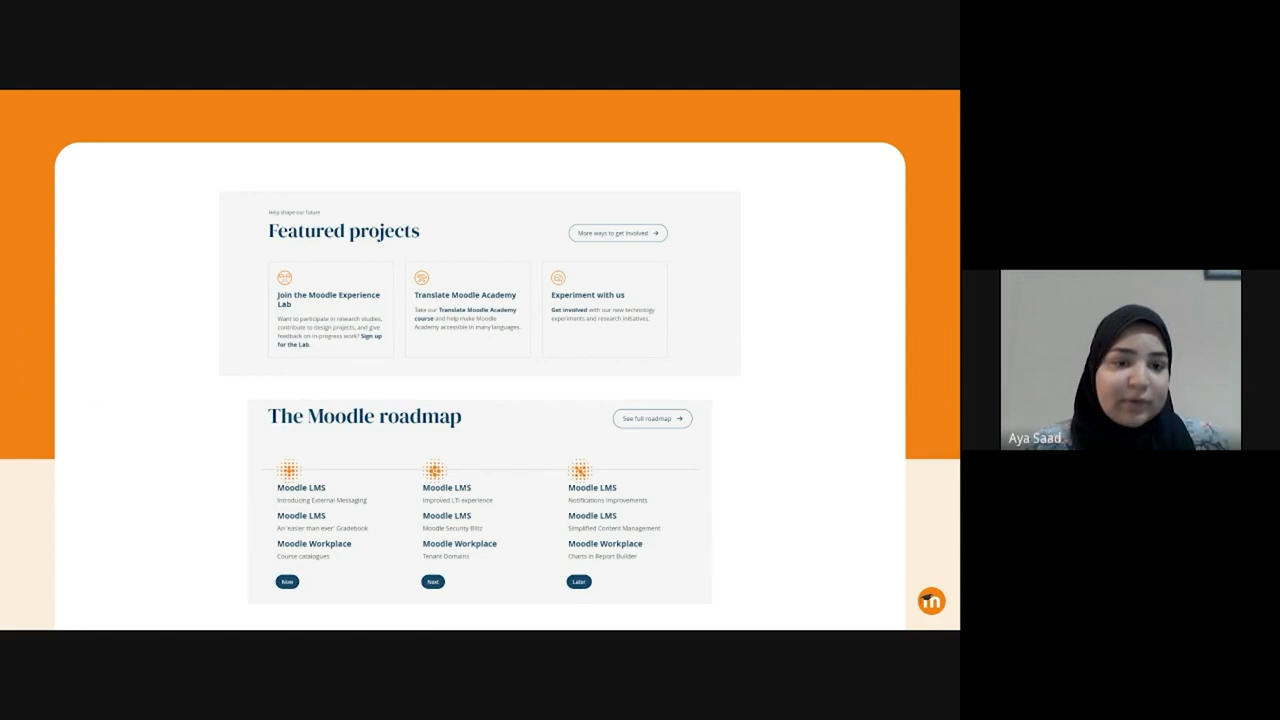 Help shape our future
Featured projects
More ways to get involved →
Join the Moodle Experience
Lab
Want to participate in research studies,
contribute to design projects, and give
feedback on in-progress work? Sign up
for the Lab.
Translate Moodle Academy
Take our Translate Moodle Academy
course and help make Moodle
Academy accessible in many languages.
Experiment with us
Get involved with our new technology
experiments and research initiatives.
The Moodle roadmap
See full roadmap →
Moodle LMS
Introducing External Messaging
Moodle LMS
An 'easier than ever' Gradebook
Moodle Workplace
Course catalogues
Now
Moodle LMS
Improved LTI experience
Moodle LMS
Moodle Security Blitz
Moodle Workplace
Tenant Domains
Next
Moodle LMS
Notifications Improvements
Moodle LMS
Simplified Content Management
Moodle Workplace
Charts in Report Builder
Later
m
Aya Saad